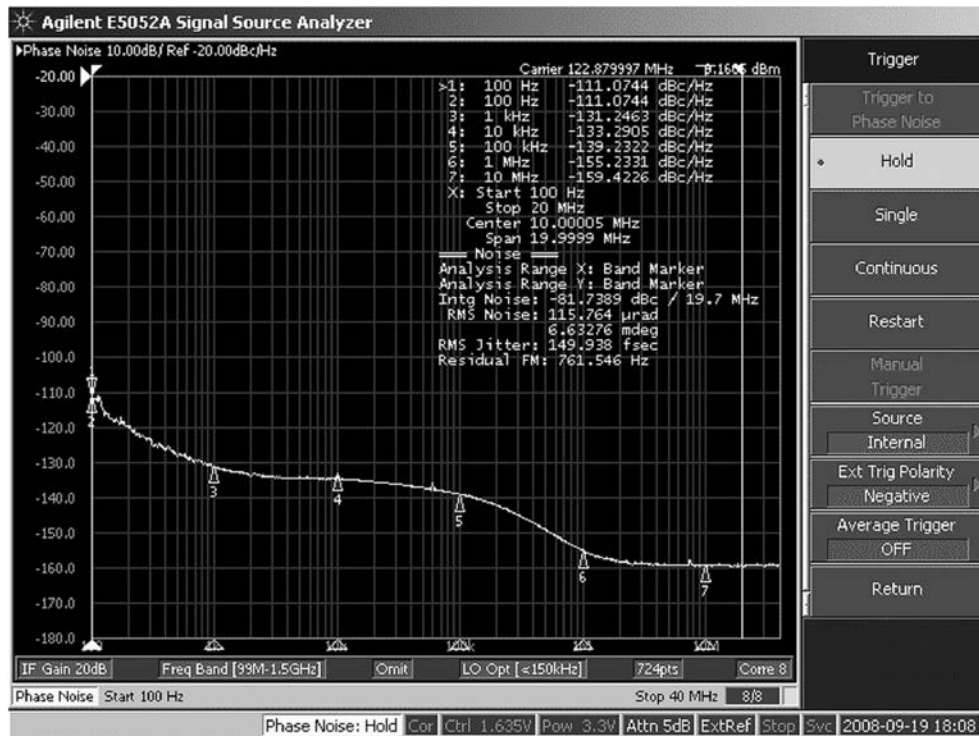 Agilent E5052A Signal Source Analyzer
▶Phase Noise 10.00dB/ Ref -20.00dBc/Hz
Carrier 122.879997 MHz dBm
>1: 100 Hz -111.0744 dBc/Hz
2: 100 Hz -111.0744 dBc/Hz
3: 1 kHz -131.2463 dBc/Hz
4: 10 kHz -133.2905 dBc/Hz
5: 100 kHz -139.2322 dBc/Hz
6: 1 MHz -155.2331 dBc/Hz
7: 10 MHz -159.4226 dBc/Hz
X: Start 100 Hz
Stop 20 MHz
Center 10.00005 MHz
Span 19.9999 MHz
=== Noise ===
Analysis Range X: Band Marker
Analysis Range Y: Band Marker
Intg Noise: -81.7389 dBc / 19.7 MHz
RMS Noise: 115.764 µrad
6.63276 mdeg
RMS Jitter: 149.938 fsec
Residual FM: 761.546 Hz
-20.00
-30.00
-40.00
-50.00
-60.00
-70.00
-80.00
-90.00
-100.0
-110.0
-120.0
-130.0
-140.0
-150.0
-160.0
-170.0
-180.0
2
3
4
5
6
7
IF Gain 20dB
Freq Band [99M-1.5GHz]
Omit
LO Opt [<150kHz]
724pts
Corre 8
Phase Noise Start 100 Hz
Stop 40 MHz
8/8
Phase Noise: Hold
Cor
Ctrl 1.635V
Pow 3.3V
Attn 5dB
ExtRef
Stop
Svc
2008-09-19 18:08
Trigger
Trigger to
Phase Noise
Hold
Single
Continuous
Restart
Manual
Trigger
Source
Internal
Ext Trig Polarity
Negative
Average Trigger
OFF
Return